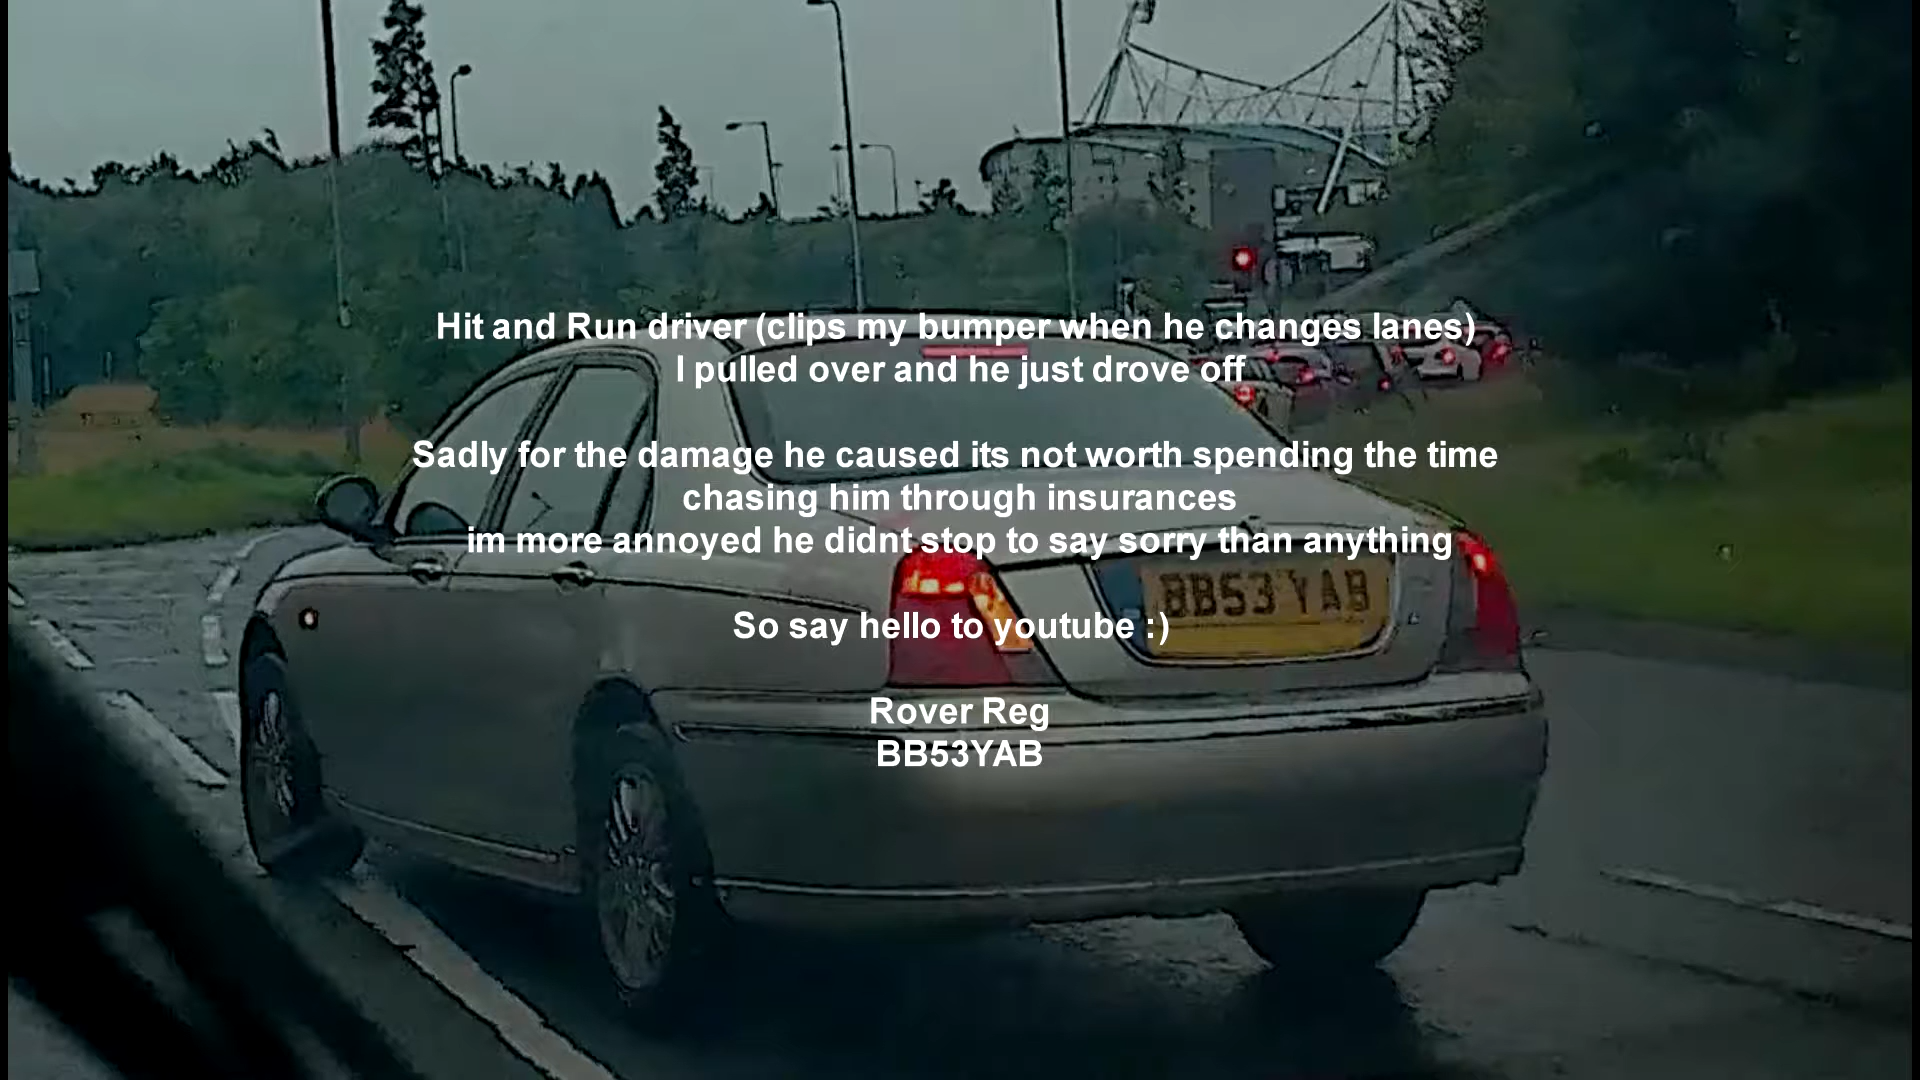 Hit and Run driver (clips my bumper when he changes lanes)
I pulled over and he just drove off
Sadly for the damage he caused its not worth spending the time
chasing him through insurances
im more annoyed he didnt stop to say sorry than anything
BB53 YAB
So say hello to youtube :)
Rover Reg
BB53YAB